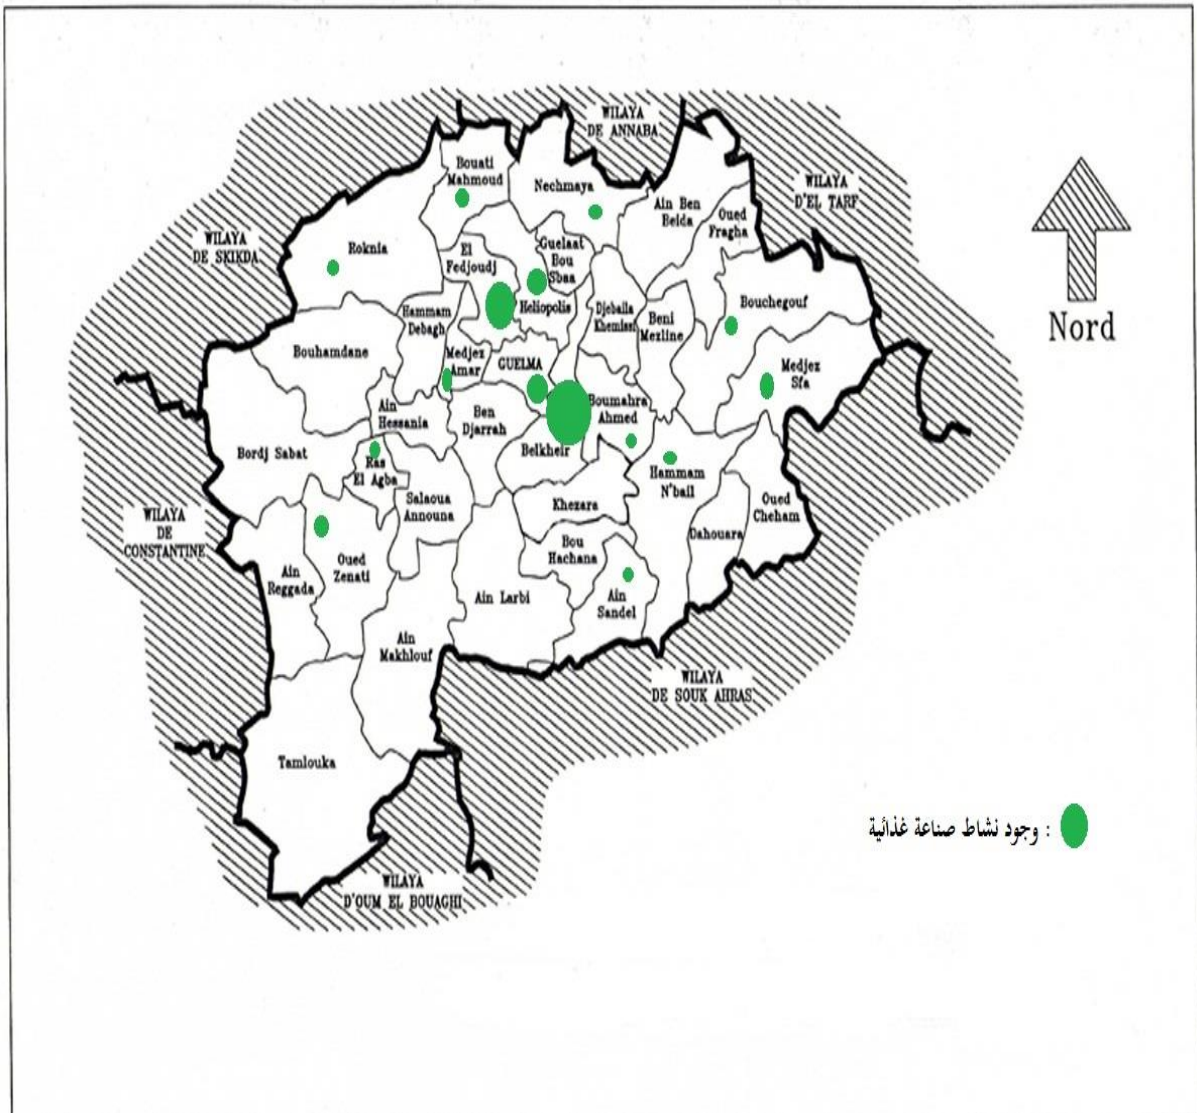 WILAYA
DE ANNABA
WILAYA
D'EL TARF
WILAYA
DE SKIKDA
Bouati
Mahmoud
Nechmaya
Ain Ben
Beida
Oued
Fragha
Roknia
El
Fedjoudj
Guelaat
Bou
Sbaa
Heliopolis
Hammam
Debagh
Djeballa
Khemissi
Beni
Mezline
Bouchegouf
Nord
Bouhamdane
Medjez
Amar
GUELMA
Medjez
Sfa
Ain
Hessania
Ben
Djarrah
Boumahra
Ahmed
Bordj Sabat
Ras
El Agba
Belkheir
Hammam
N'bail
Salaoua
Announa
Khezara
Oued
Cheham
WILAYA
DE
CONSTANTINE
Dahouara
Bou
Hachana
Ain
Reggada
Oued
Zenati
Ain Larbi
Ain
Sandel
Ain
Makhlouf
WILAYA
DE SOUK AHRAS
Tamlouka
: وجود نشاط صناعة غذائية
WILAYA
D'OUM EL BOUAGHI